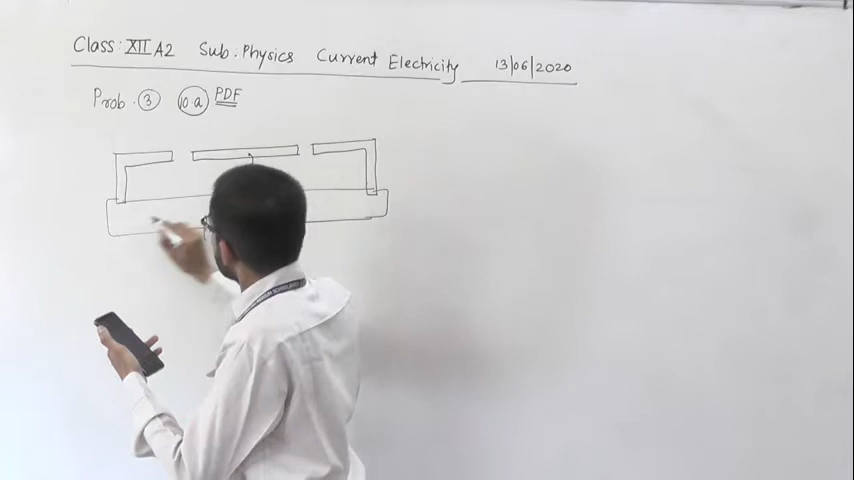 Class: XII A2 Sub. Physics Current Electricity 13/06/2020
Prob. 3 10.a PDF